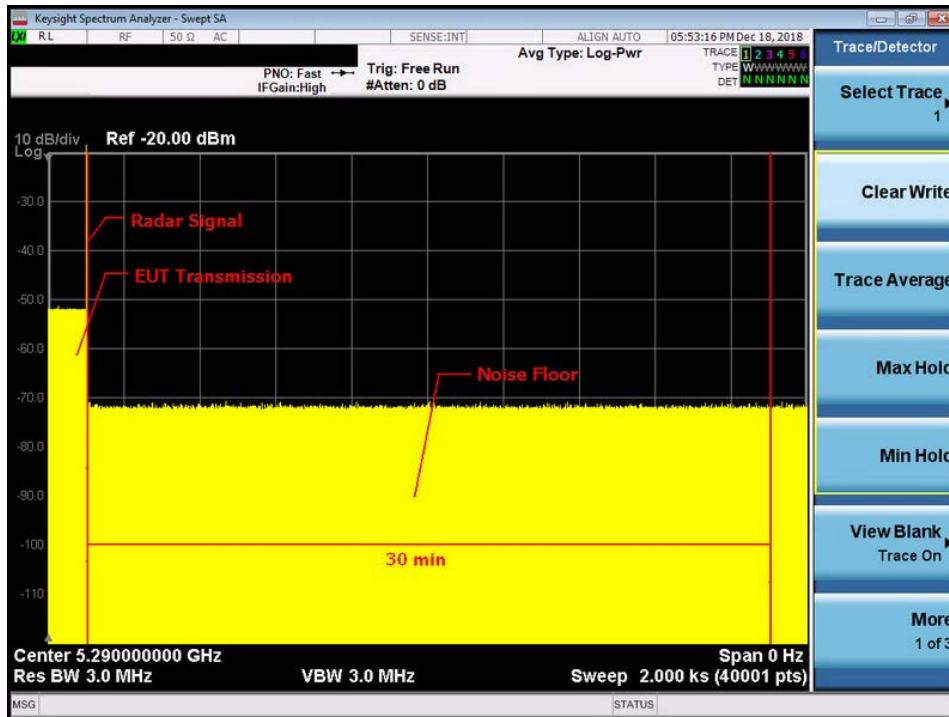 Keysight Spectrum Analyzer - Swept SA
LXI RL RF 50 Ω AC SENSE:INT ALIGN AUTO 05:53:16 PM Dec 18, 2018
Avg Type: Log-Pwr
TRACE 1 2 3 4 5 6
PNO: Fast Trig: Free Run
TYPE WWWWWW
IFGain:High #Atten: 0 dB
DET N N N N N N
10 dB/div Ref -20.00 dBm
Log
-30.0
Radar Signal
-40.0
EUT Transmission
-50.0
-60.0
Noise Floor
-70.0
-80.0
-90.0
-100
30 min
-110
Center 5.290000000 GHz Span 0 Hz
Res BW 3.0 MHz VBW 3.0 MHz Sweep 2.000 ks (40001 pts)
MSG STATUS
Trace/Detector
Select Trace
1
Clear Write
Trace Average
Max Hold
Min Hold
View Blank
Trace On
More
1 of 3